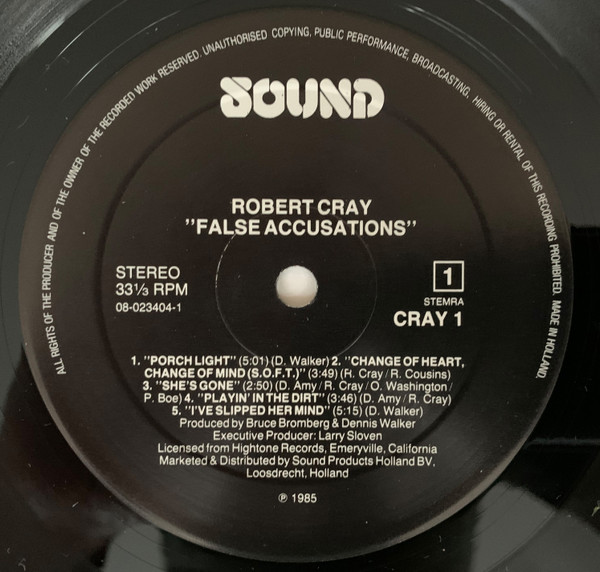 ALL RIGHTS OF THE PRODUCER AND OF THE OWNER OF THE RECORDED WORK RESERVED. UNAUTHORISED COPYING, PUBLIC PERFORMANCE, BROADCASTING. HIRING OR RENTAL OF THIS RECORDING PROHIBITED. MADE IN HOLLAND.
SOUND
ROBERT CRAY
"FALSE ACCUSATIONS"
STEREO
33⅓ RPM
08-023404-1
1
STEMRA
CRAY 1
1. "PORCH LIGHT" (5:01) (D. Walker) 2. "CHANGE OF HEART,
CHANGE OF MIND (S.O.F.T.)" (3:49) (R. Cray / R. Cousins)
3. "SHE'S GONE" (2:50) (D. Amy / R. Cray / O. Washington /
P. Boe) 4. "PLAYIN' IN THE DIRT" (3:46) (D. Amy / R. Cray)
5. "I'VE SLIPPED HER MIND" (5:15) (D. Walker)
Produced by Bruce Bromberg & Dennis Walker
Executive Producer: Larry Sloven
Licensed from Hightone Records, Emeryville, California
Marketed & Distributed by Sound Products Holland BV,
Loosdrecht, Holland
℗ 1985